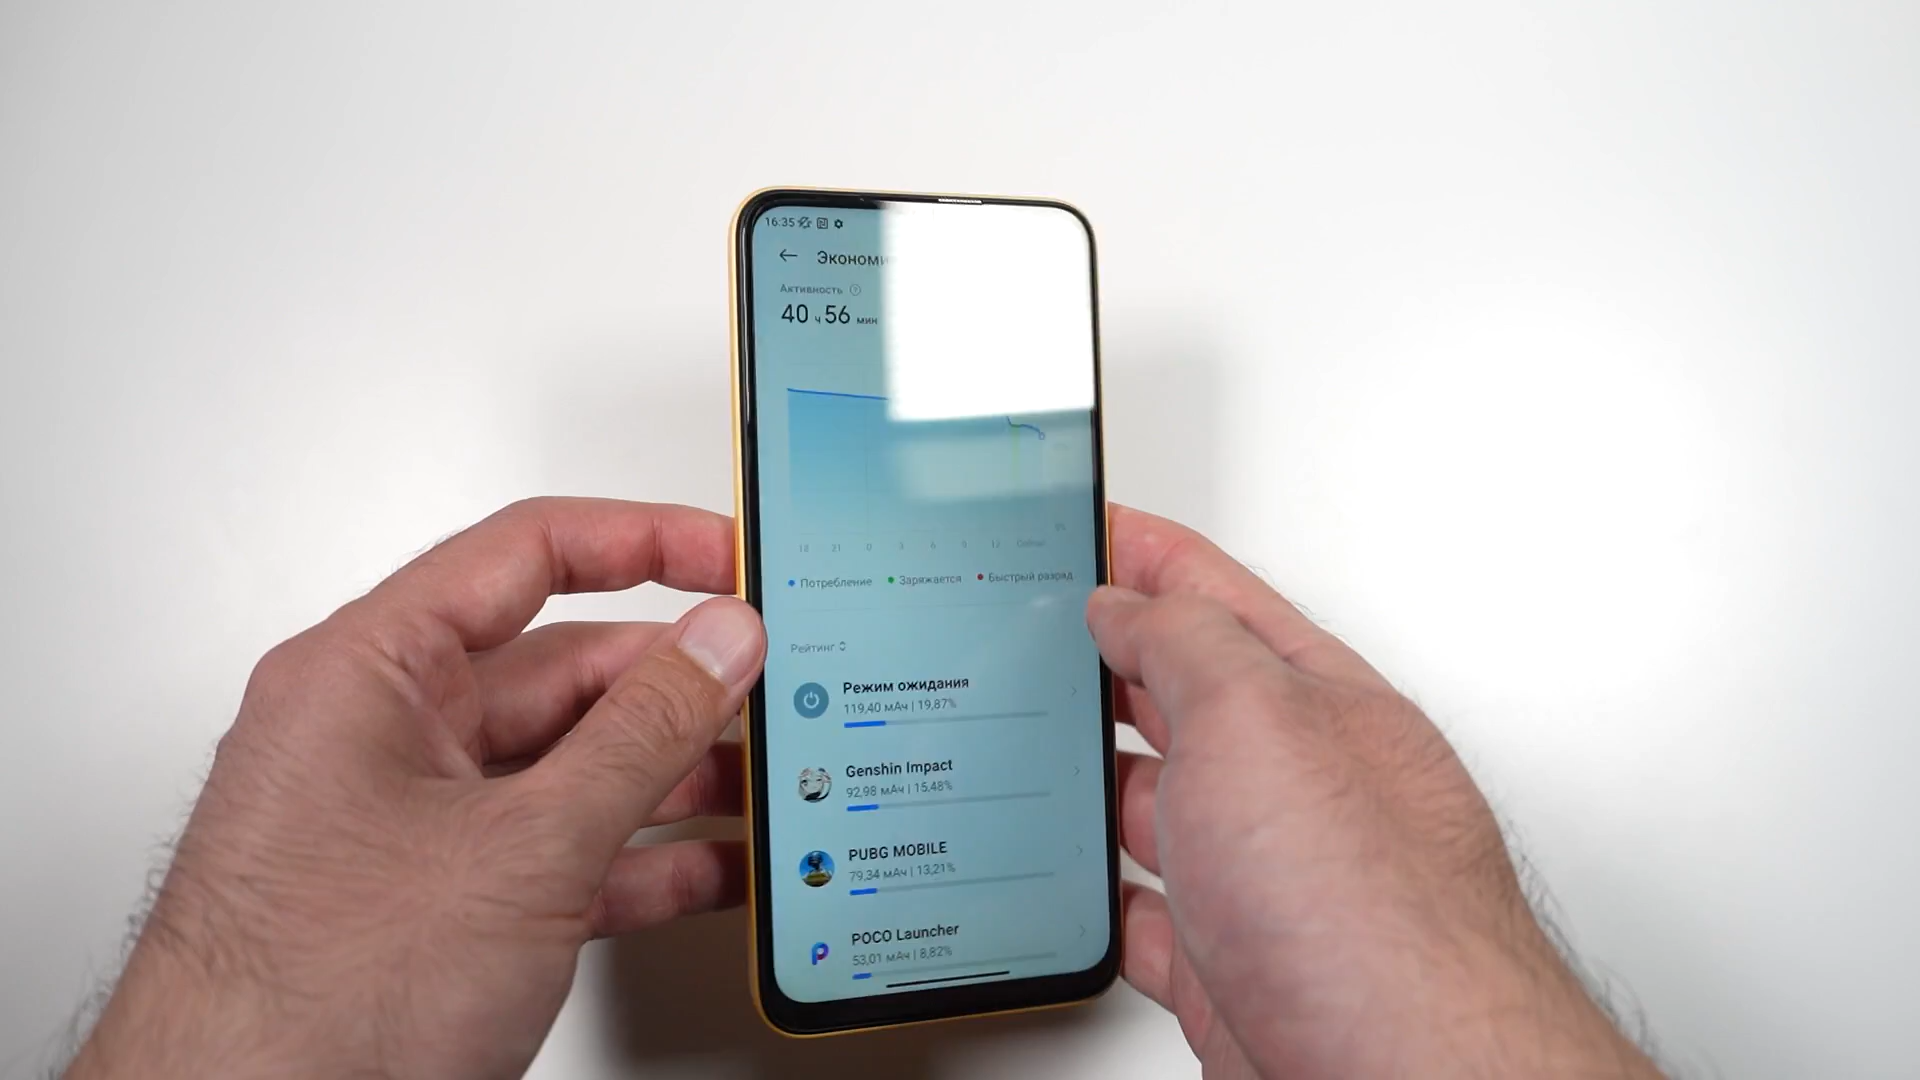 16:35
Активность
40 ч 56 мин
0%
18 21 0 3 6 9 12 Сейчас
Потребление Заряжается Быстрый разряд
Рейтинг
Режим ожидания
119,40 мАч | 19,87%
Genshin Impact
92,98 мАч | 15,48%
PUBG MOBILE
79,34 мАч | 13,21%
POCO Launcher
53,01 мАч | 8,82%